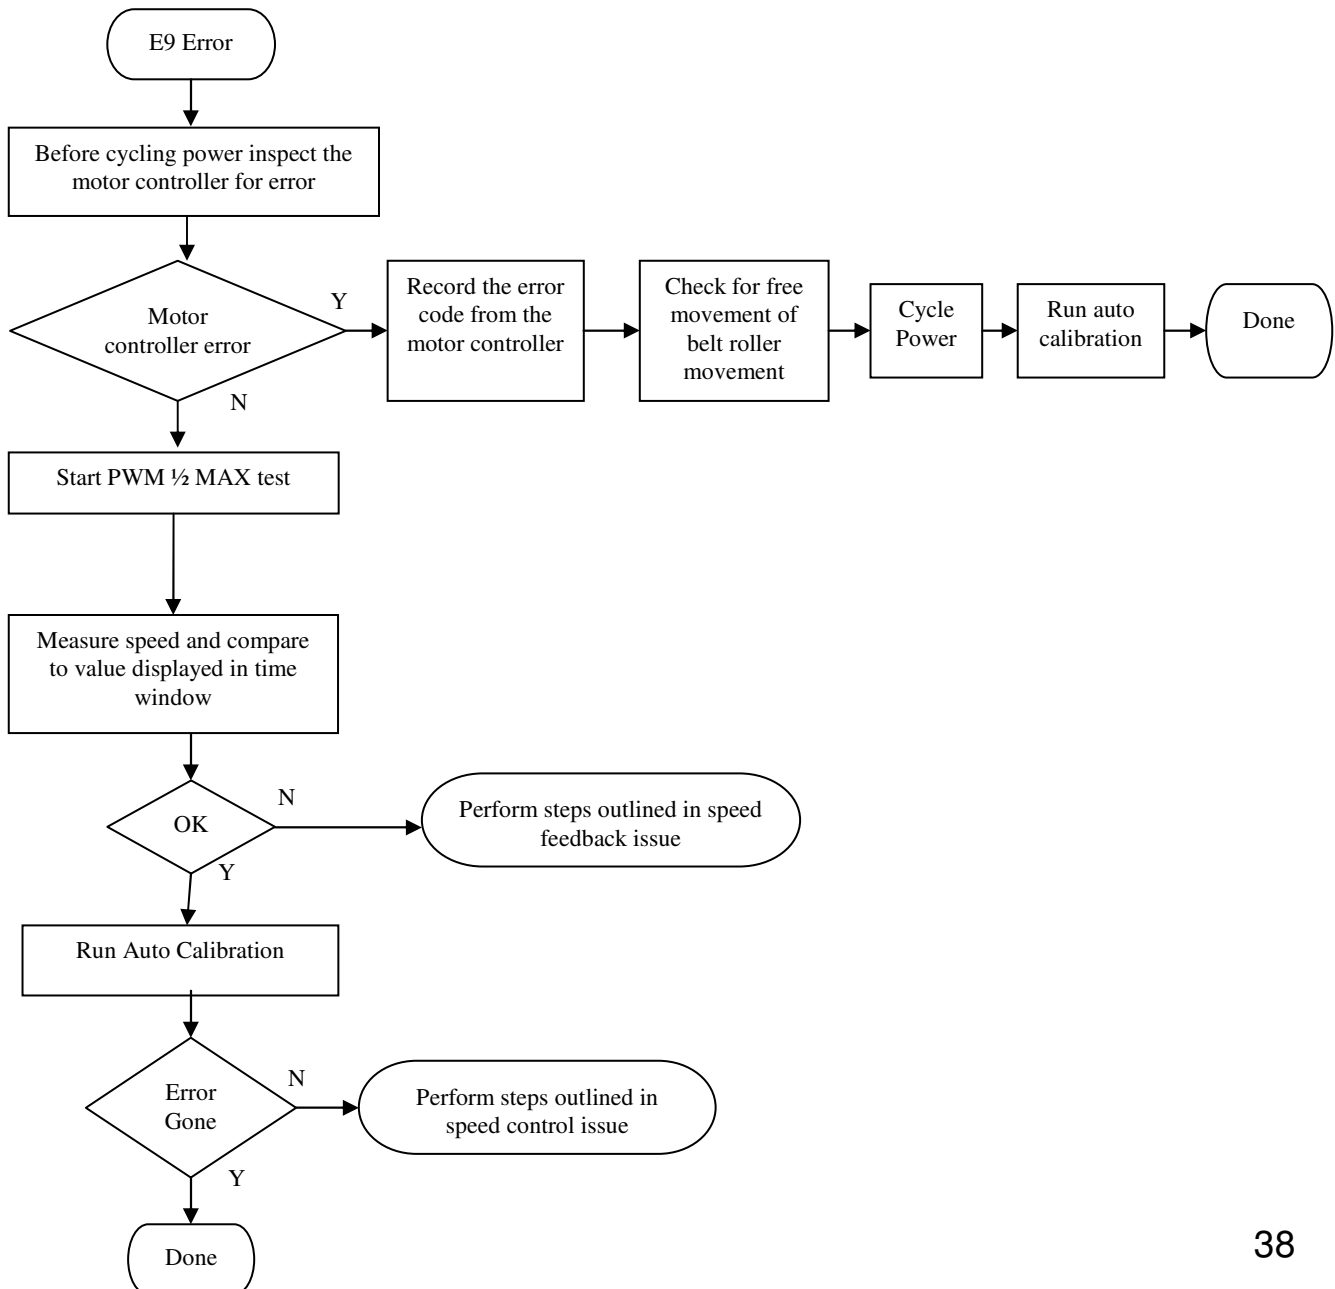 E9 Error
Before cycling power inspect the
motor controller for error
Motor
controller error
Y
N
Record the error
code from the
motor controller
Check for free
movement of
belt roller
movement
Cycle
Power
Run auto
calibration
Done
Start PWM ½ MAX test
Measure speed and compare
to value displayed in time
window
OK
N
Y
Perform steps outlined in speed
feedback issue
Run Auto Calibration
Error
Gone
N
Y
Perform steps outlined in
speed control issue
Done
38